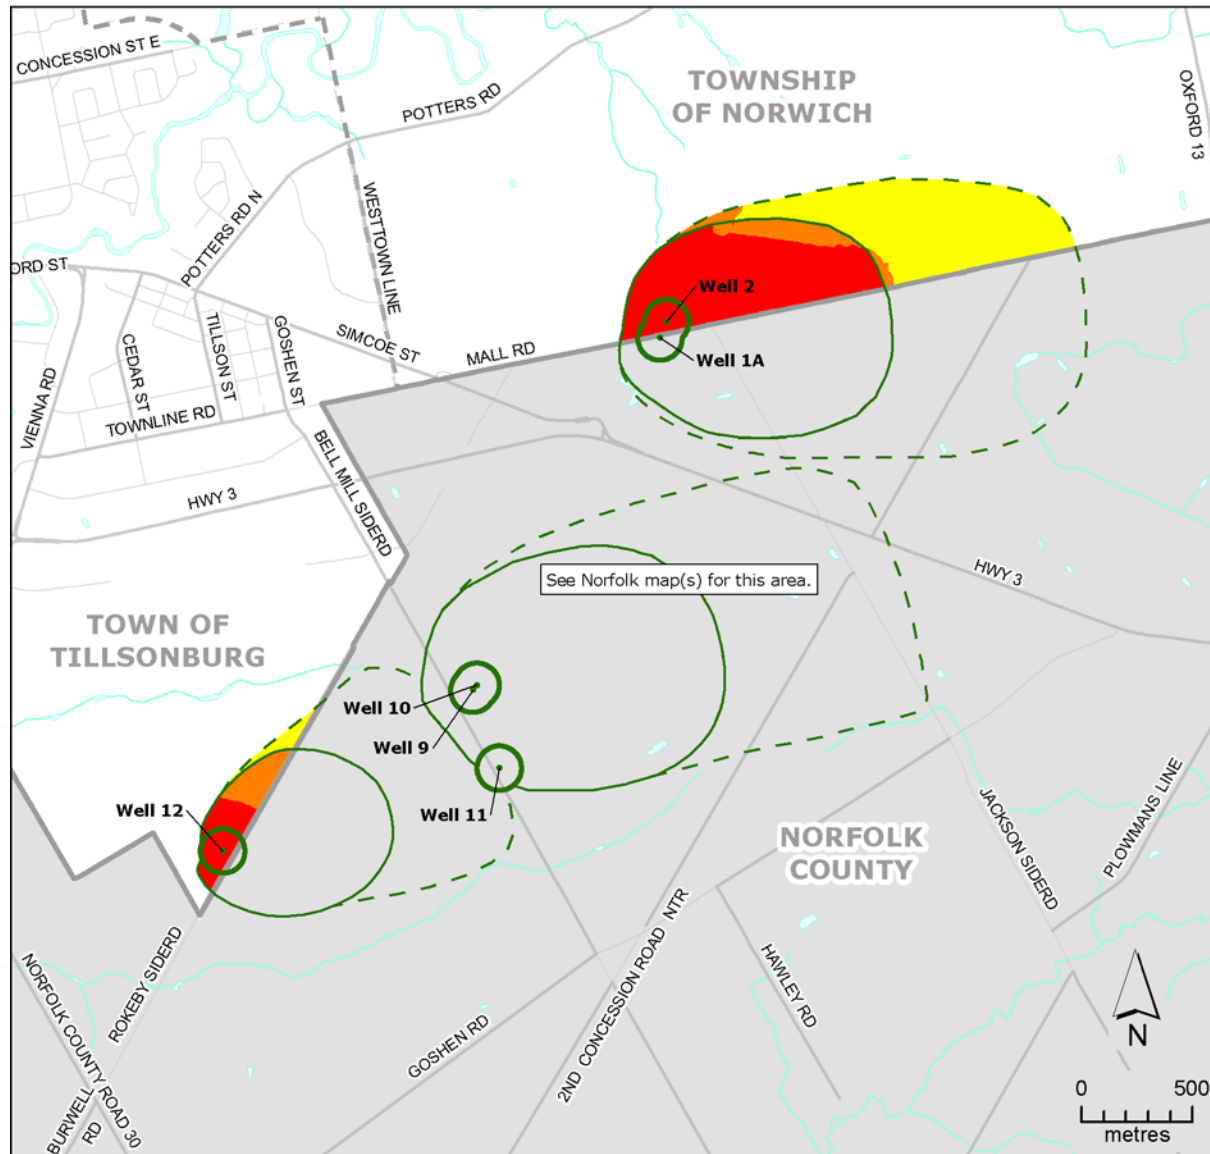 CONCESSION ST E
TOWNSHIP
OF NORWICH
OXFORD 13
POTTERS RD
POTTERS RD N
WESTTOWN LINE
ORD ST
Well 2
SIMCOE ST
MALL RD
Well 1A
VIENNA RD
CEDAR ST
TILLSON ST
GOSHEN ST
TOWNLINE RD
BELL MILL SIDERD
HWY 3
HWY 3
See Norfolk map(s) for this area.
TOWN OF
TILLSONBURG
Well 10
Well 9
Well 12
Well 11
NORFOLK
COUNTY
JACKSON SIDERD
PLOWMANS LINE
ROKEBY SIDERD
NORFOLK COUNTY ROAD 30
BURWELL
RD
GOSHEN RD
2ND CONCESSION ROAD NTR
HAWLEY RD
N
0 500
metres